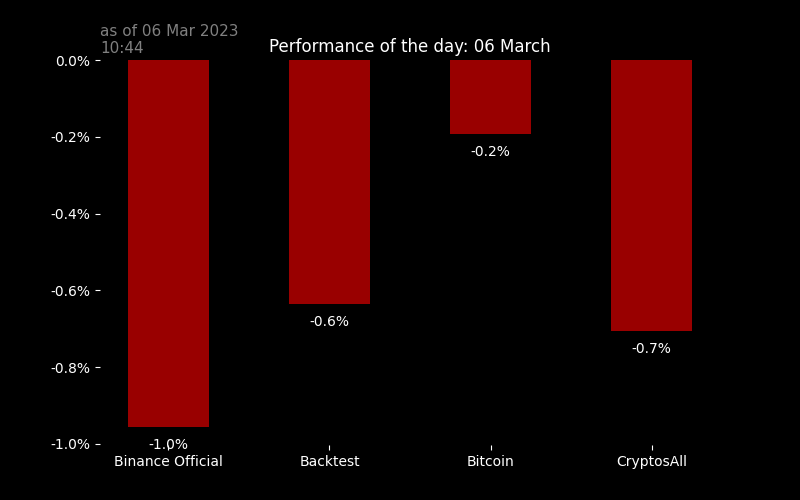 as of 06 Mar 2023
10:44
Performance of the day: 06 March
0.0%
-0.2%
-0.4%
-0.6%
-0.8%
-1.0%
-1.0%
-0.6%
-0.2%
-0.7%
Binance Official
Backtest
Bitcoin
CryptosAll